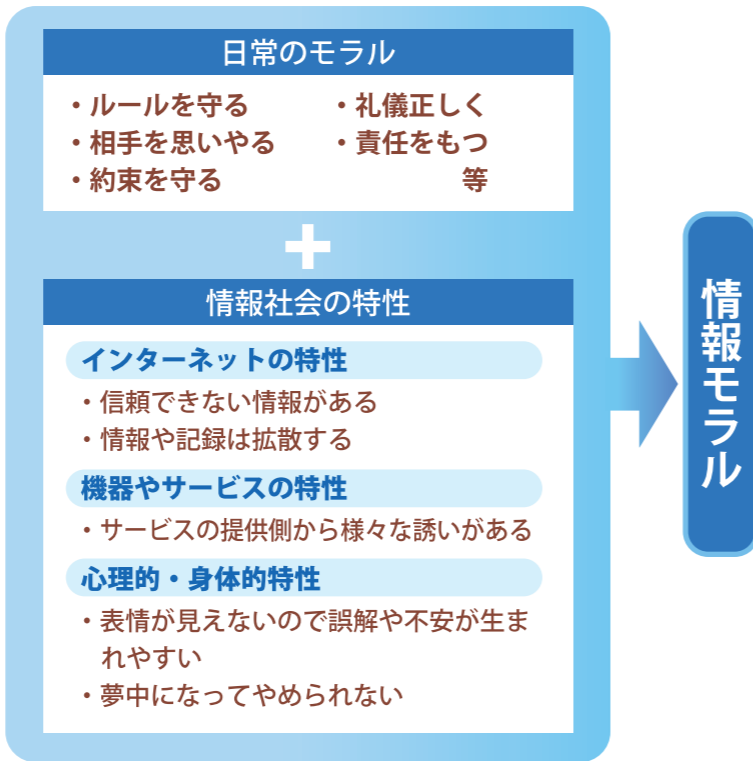 日常のモラル
・ルールを守る
・相手を思いやる
・約束を守る
・礼儀正しく
・責任をもつ
等
+
情報社会の特性
インターネットの特性
・信頼できない情報がある
・情報や記録は拡散する
機器やサービスの特性
・サービスの提供側から様々な誘いがある
心理的・身体的特性
・表情が見えないので誤解や不安が生ま
れやすい
・夢中になってやめられない
情報モラル